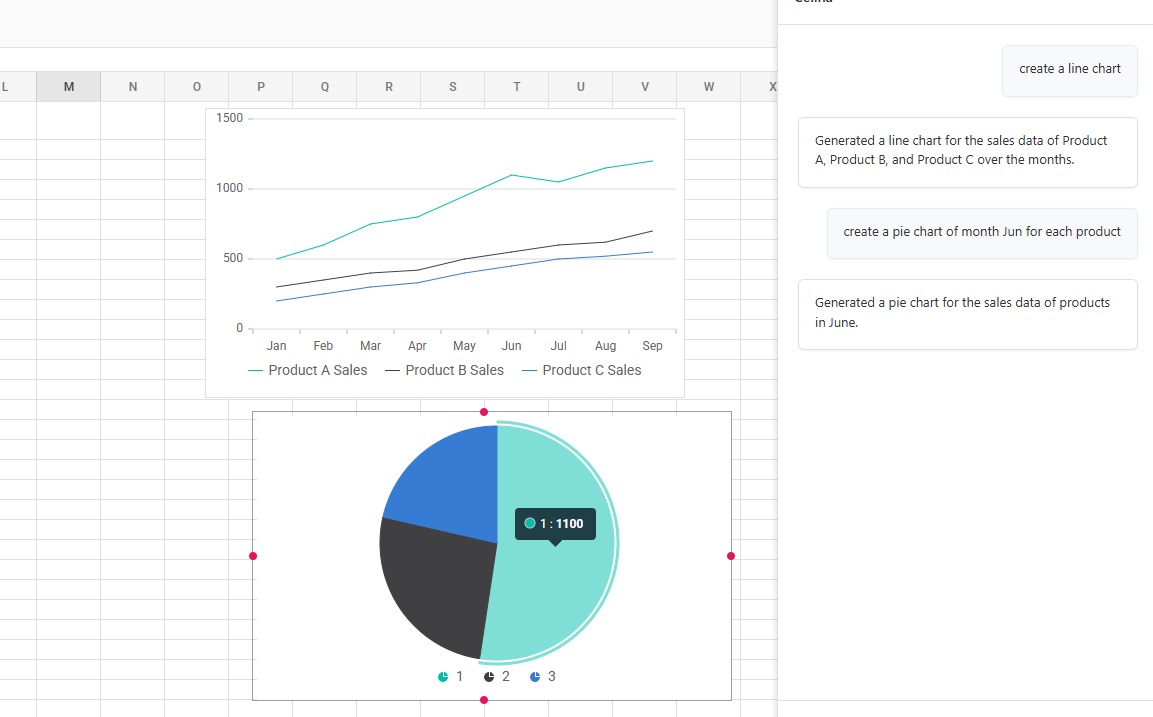 Celina
L M N O P Q R S T U V W X
create a line chart
1500
1000
500
0
Jan Feb Mar Apr May Jun Jul Aug Sep
Product A Sales Product B Sales Product C Sales
Generated a line chart for the sales data of Product
A, Product B, and Product C over the months.
create a pie chart of month Jun for each product
Generated a pie chart for the sales data of products
in June.
1 : 1100
1 2 3